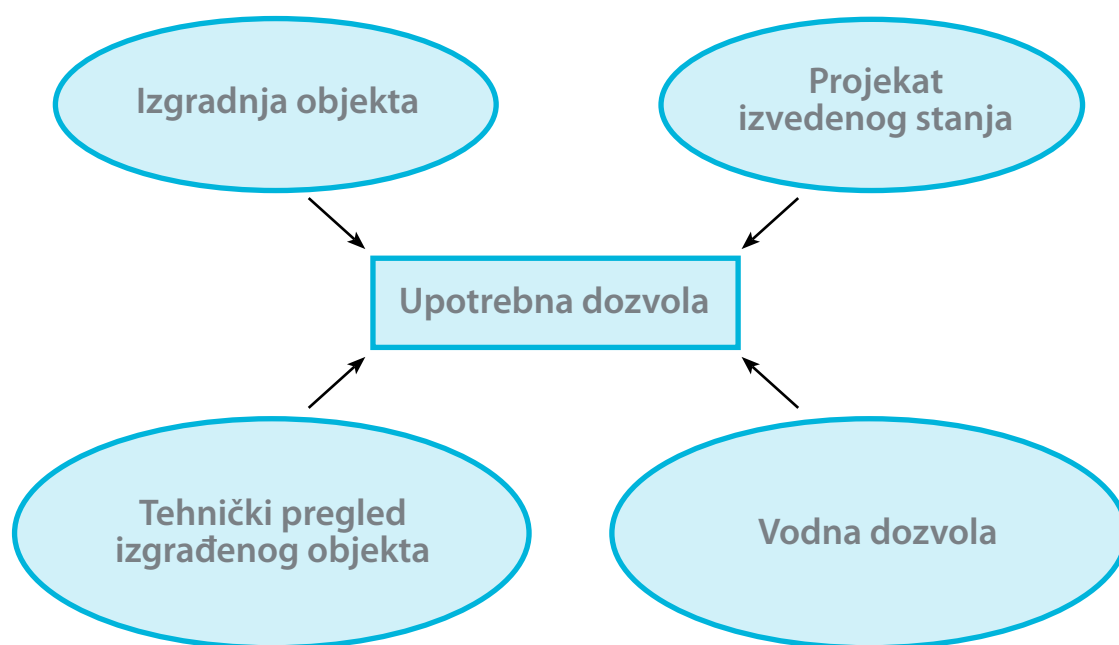 Izgradnja objekta
Projekat
izvedenog stanja
Upotrebna dozvola
Tehnički pregled
izgrađenog objekta
Vodna dozvola